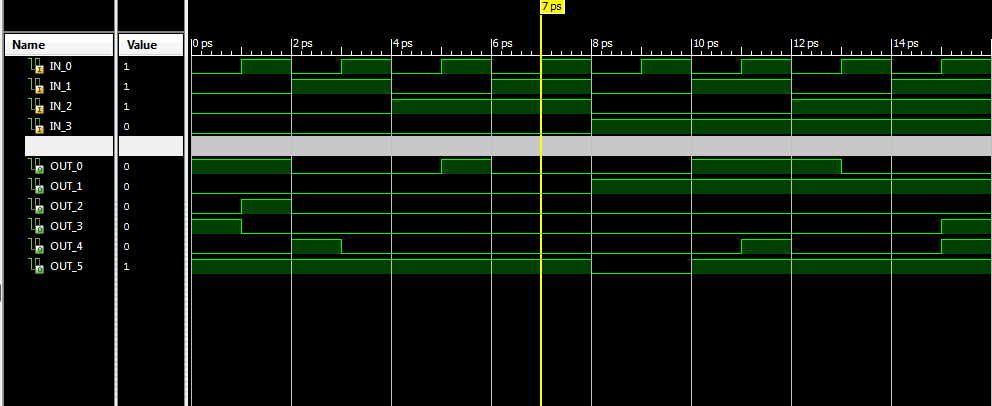 7 ps
Name Value
0 ps 2 ps 4 ps 6 ps 8 ps 10 ps 12 ps 14 ps
IN_0 1
IN_1 1
IN_2 1
IN_3 0
OUT_0 0
OUT_1 0
OUT_2 0
OUT_3 0
OUT_4 0
OUT_5 1